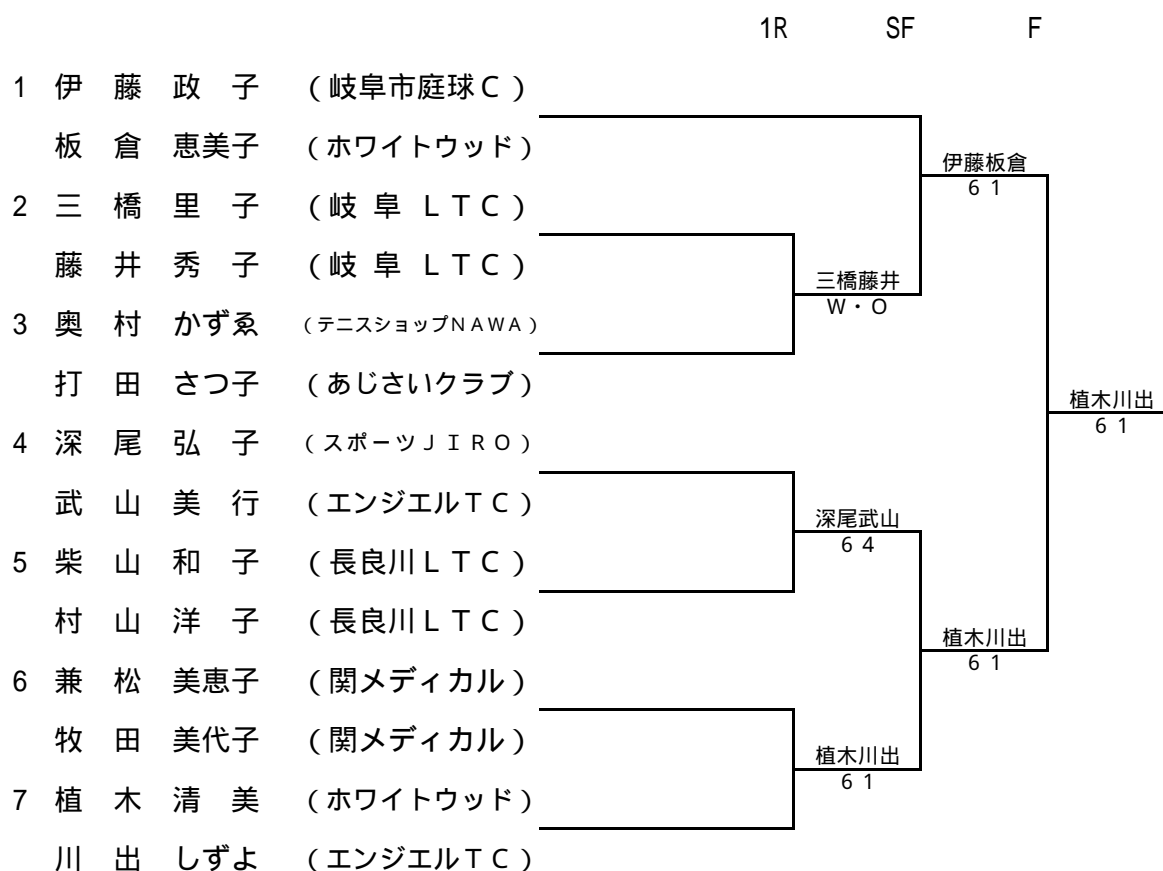 1R SF F
1 伊 藤 政 子 (岐阜市庭球C)
板 倉 恵美子 (ホワイトウッド)
伊藤板倉
6 1
2 三 橋 里 子 (岐 阜 LTC)
藤 井 秀 子 (岐 阜 LTC)
三橋藤井
W・O
3 奥 村 かずゑ (テニスショップNAWA)
打 田 さつ子 (あじさいクラブ)
植木川出
6 1
4 深 尾 弘 子 (スポーツJIRO)
武 山 美 行 (エンジエルTC)
深尾武山
6 4
5 柴 山 和 子 (長良川LTC)
村 山 洋 子 (長良川LTC)
植木川出
6 1
6 兼 松 美恵子 (関メディカル)
牧 田 美代子 (関メディカル)
植木川出
6 1
7 植 木 清 美 (ホワイトウッド)
川 出 しずよ (エンジエルTC)